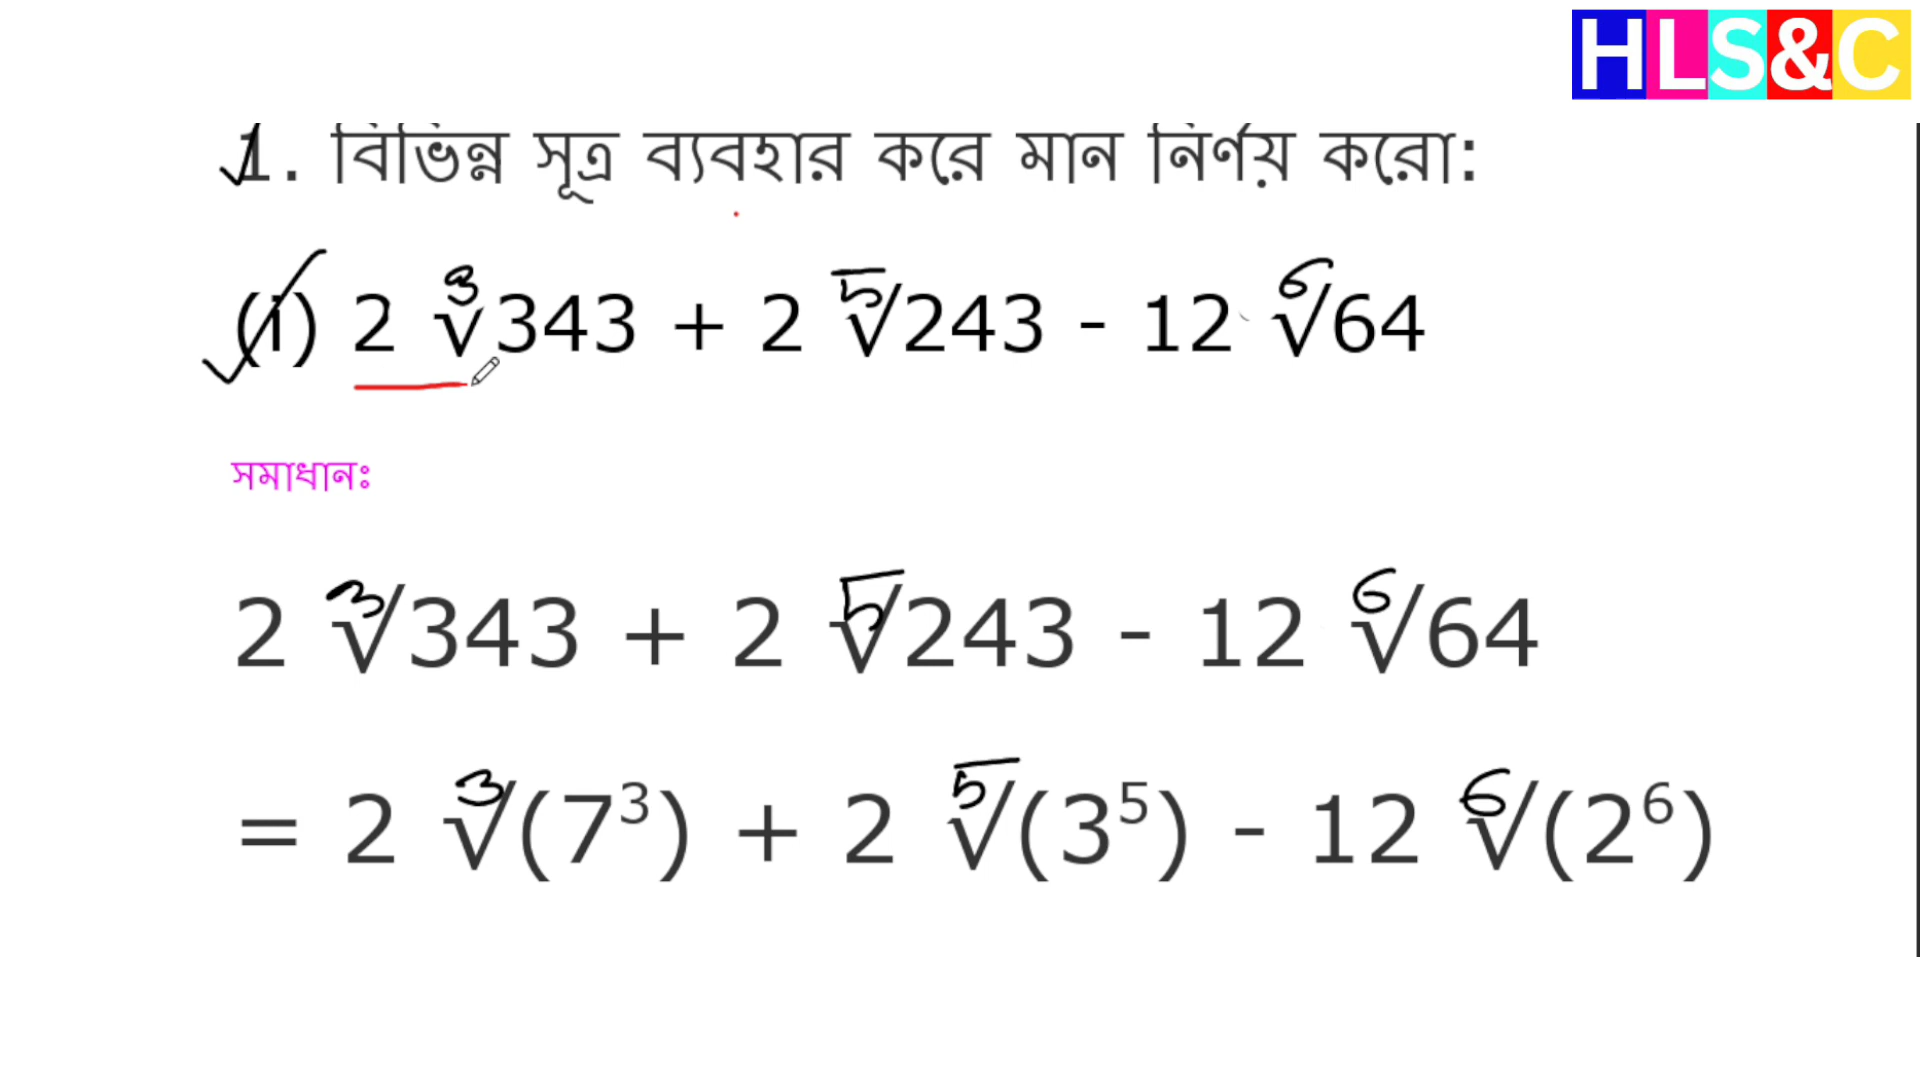 HLS&C
1. বিভিন্ন সূত্র ব্যবহার করে মান নির্ণয় করো:
(i) 2 ∛343 + 2 ⁵√243 - 12 ⁶√64
সমাধানঃ
2 ∛343 + 2 ⁵√243 - 12 ⁶√64
= 2 ∛(7³) + 2 ⁵√(3⁵) - 12 ⁶√(2⁶)